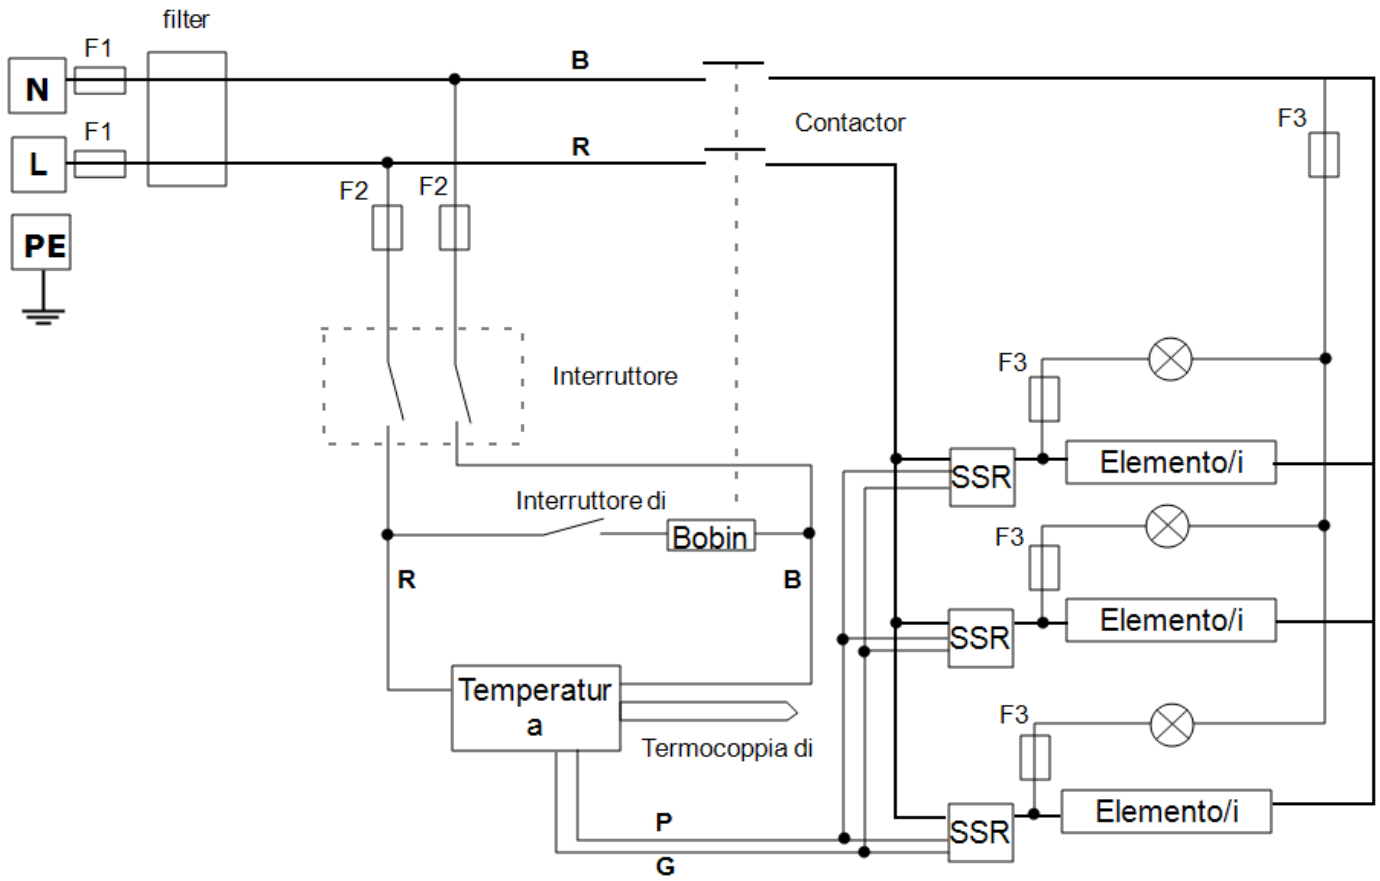 filter
F1
B
N
F1
Contactor
F3
L
R
F2
F2
PE
F3
Interruttore
Elemento/i
SSR
Interruttore di
Bobin
F3
R
B
Elemento/i
SSR
Temperatur
a
F3
Termocoppia di
Elemento/i
P
SSR
G